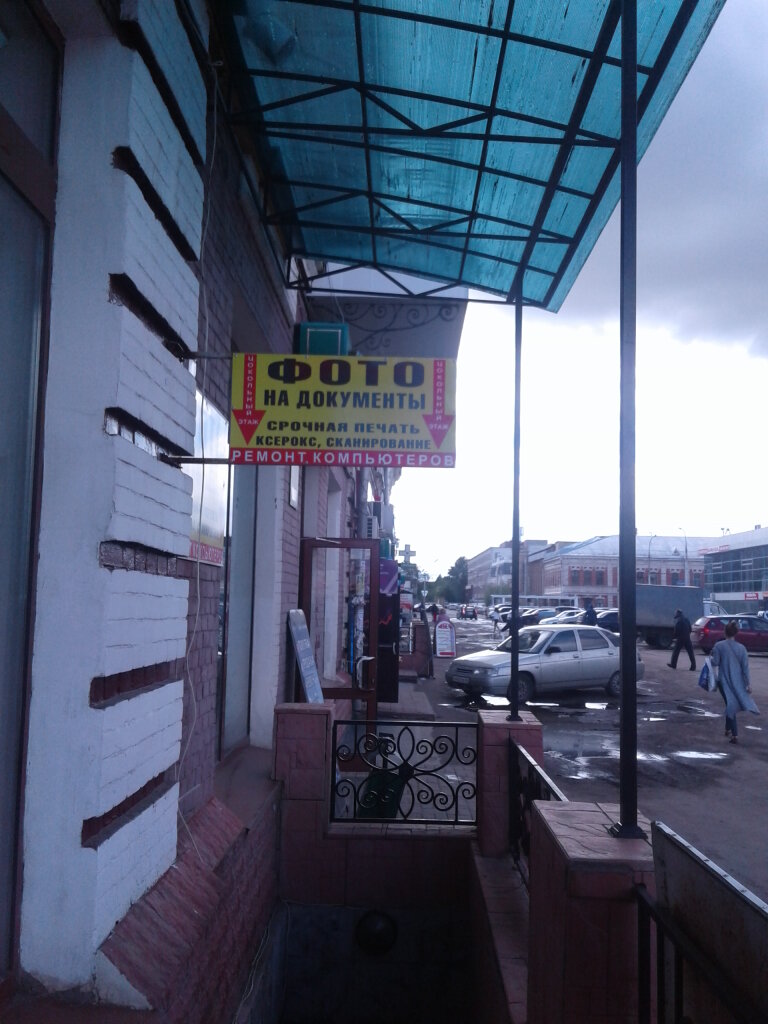 ФОТО
НА ДОКУМЕНТЫ
СРОЧНАЯ ПЕЧАТЬ
КСЕРОКС, СКАНИРОВАНИЕ
РЕМОНТ КОМПЬЮТЕРОВ
ЦОКОЛЬНЫЙ
ЭТАЖ
ЦОКОЛЬНЫЙ
ЭТАЖ